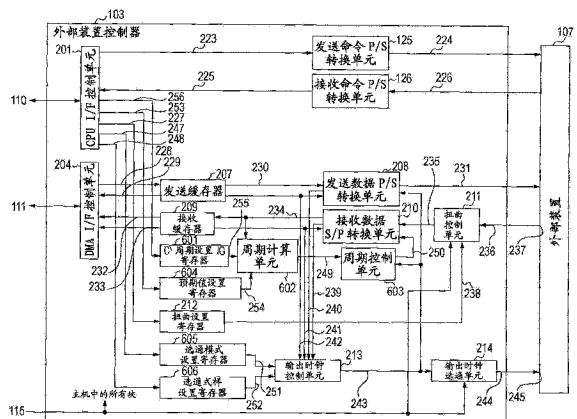 103
外部装置控制器
201
223
发送命令 P/S
转换单元
125
224
107
225
接收命令 P/S
转换单元
126
226
CPU I/F 控制单元
110
256
253
227
247
248
228
229
204
207
230
208
231
发送缓存器
发送数据 P/S
转换单元
235
211
209
255
234
210
111
DMA I/F 控制单元
接收
缓存器
接收数据
S/P 转换单元
扭曲
控制
单元
外部装置
601
周期设置
寄存器
周期计算
单元
周期控制
单元
250
236
237
232
233
604
602
249
603
预期值设置
寄存器
254
239
240
238
212
扭曲设置
寄存器
241
242
605
选通模式
设置寄存器
213
214
606
251
输出时钟
控制单元
输出时钟
选通单元
选通式样
设置寄存器
252
243
244
245
主机中的所有块
115